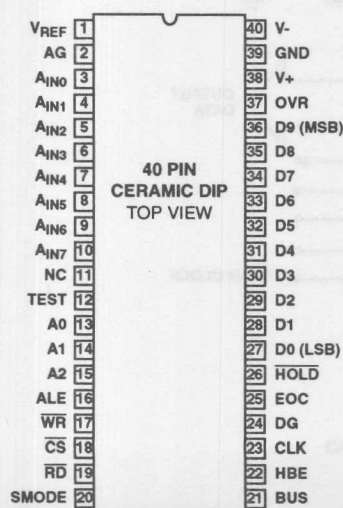 VREF 1
AG 2
AIN0 3
AIN1 4
AIN2 5
AIN3 6
AIN4 7
AIN5 8
AIN6 9
AIN7 10
NC 11
TEST 12
A0 13
A1 14
A2 15
ALE 16
WR 17
CS 18
RD 19
SMODE 20
40 PIN
CERAMIC DIP
TOP VIEW
40 V-
39 GND
38 V+
37 OVR
36 D9 (MSB)
35 D8
34 D7
33 D6
32 D5
31 D4
30 D3
29 D2
28 D1
27 D0 (LSB)
26 HOLD
25 EOC
24 DG
23 CLK
22 HBE
21 BUS